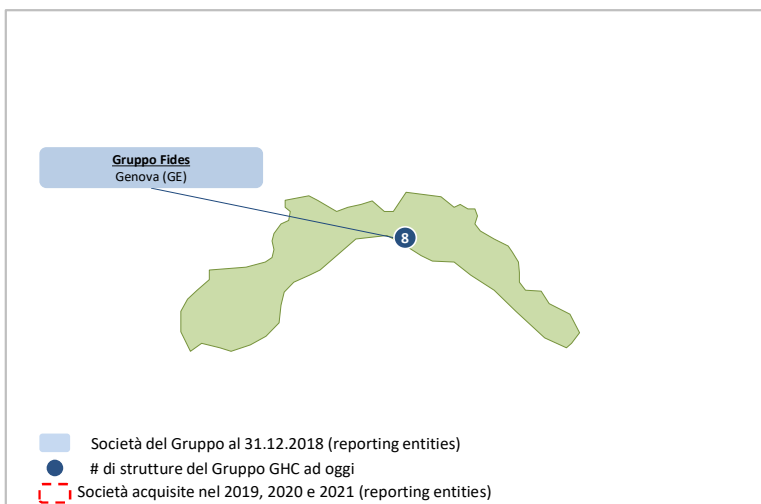 Gruppo Fides
Genova (GE)
8
Società del Gruppo al 31.12.2018 (reporting entities)
# di strutture del Gruppo GHC ad oggi
Società acquisite nel 2019, 2020 e 2021 (reporting entities)